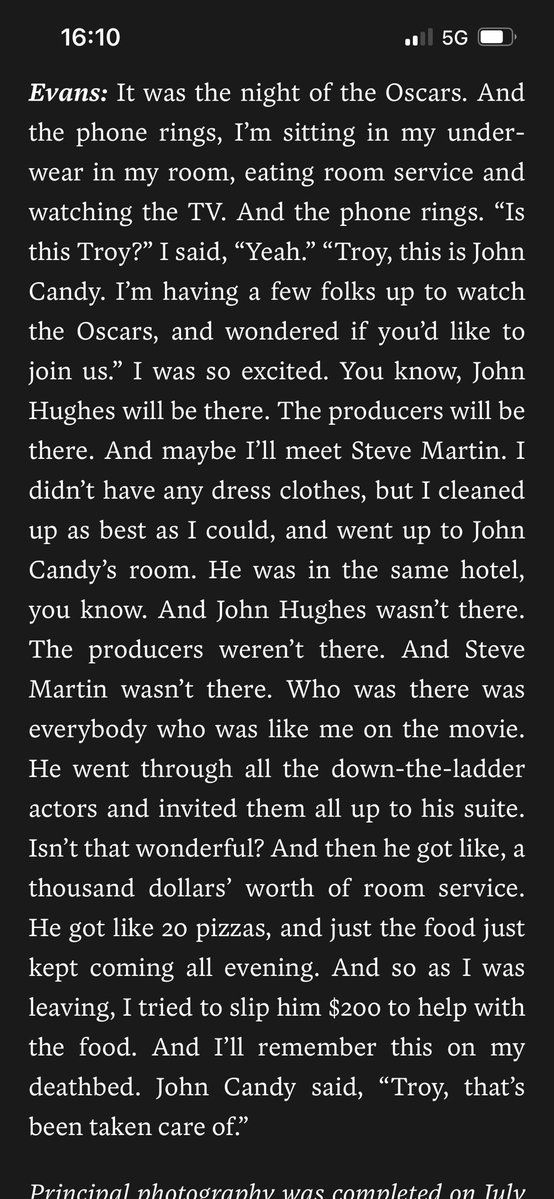 16:10
5G
Evans: It was the night of the Oscars. And
the phone rings, I’m sitting in my under-
wear in my room, eating room service and
watching the TV. And the phone rings. “Is
this Troy?” I said, “Yeah.” “Troy, this is John
Candy. I’m having a few folks up to watch
the Oscars, and wondered if you’d like to
join us.” I was so excited. You know, John
Hughes will be there. The producers will be
there. And maybe I’ll meet Steve Martin. I
didn’t have any dress clothes, but I cleaned
up as best as I could, and went up to John
Candy’s room. He was in the same hotel,
you know. And John Hughes wasn’t there.
The producers weren’t there. And Steve
Martin wasn’t there. Who was there was
everybody who was like me on the movie.
He went through all the down-the-ladder
actors and invited them all up to his suite.
Isn’t that wonderful? And then he got like, a
thousand dollars’ worth of room service.
He got like 20 pizzas, and just the food just
kept coming all evening. And so as I was
leaving, I tried to slip him $200 to help with
the food. And I’ll remember this on my
deathbed. John Candy said, “Troy, that’s
been taken care of.”
Principal photography was completed on July